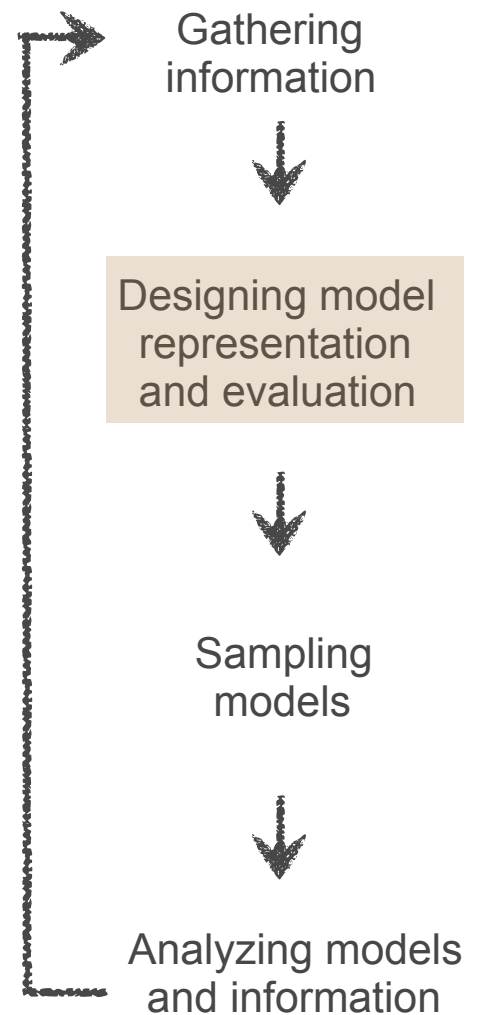 Gathering
information
Designing model
representation
and evaluation
Sampling
models
Analyzing models
and information